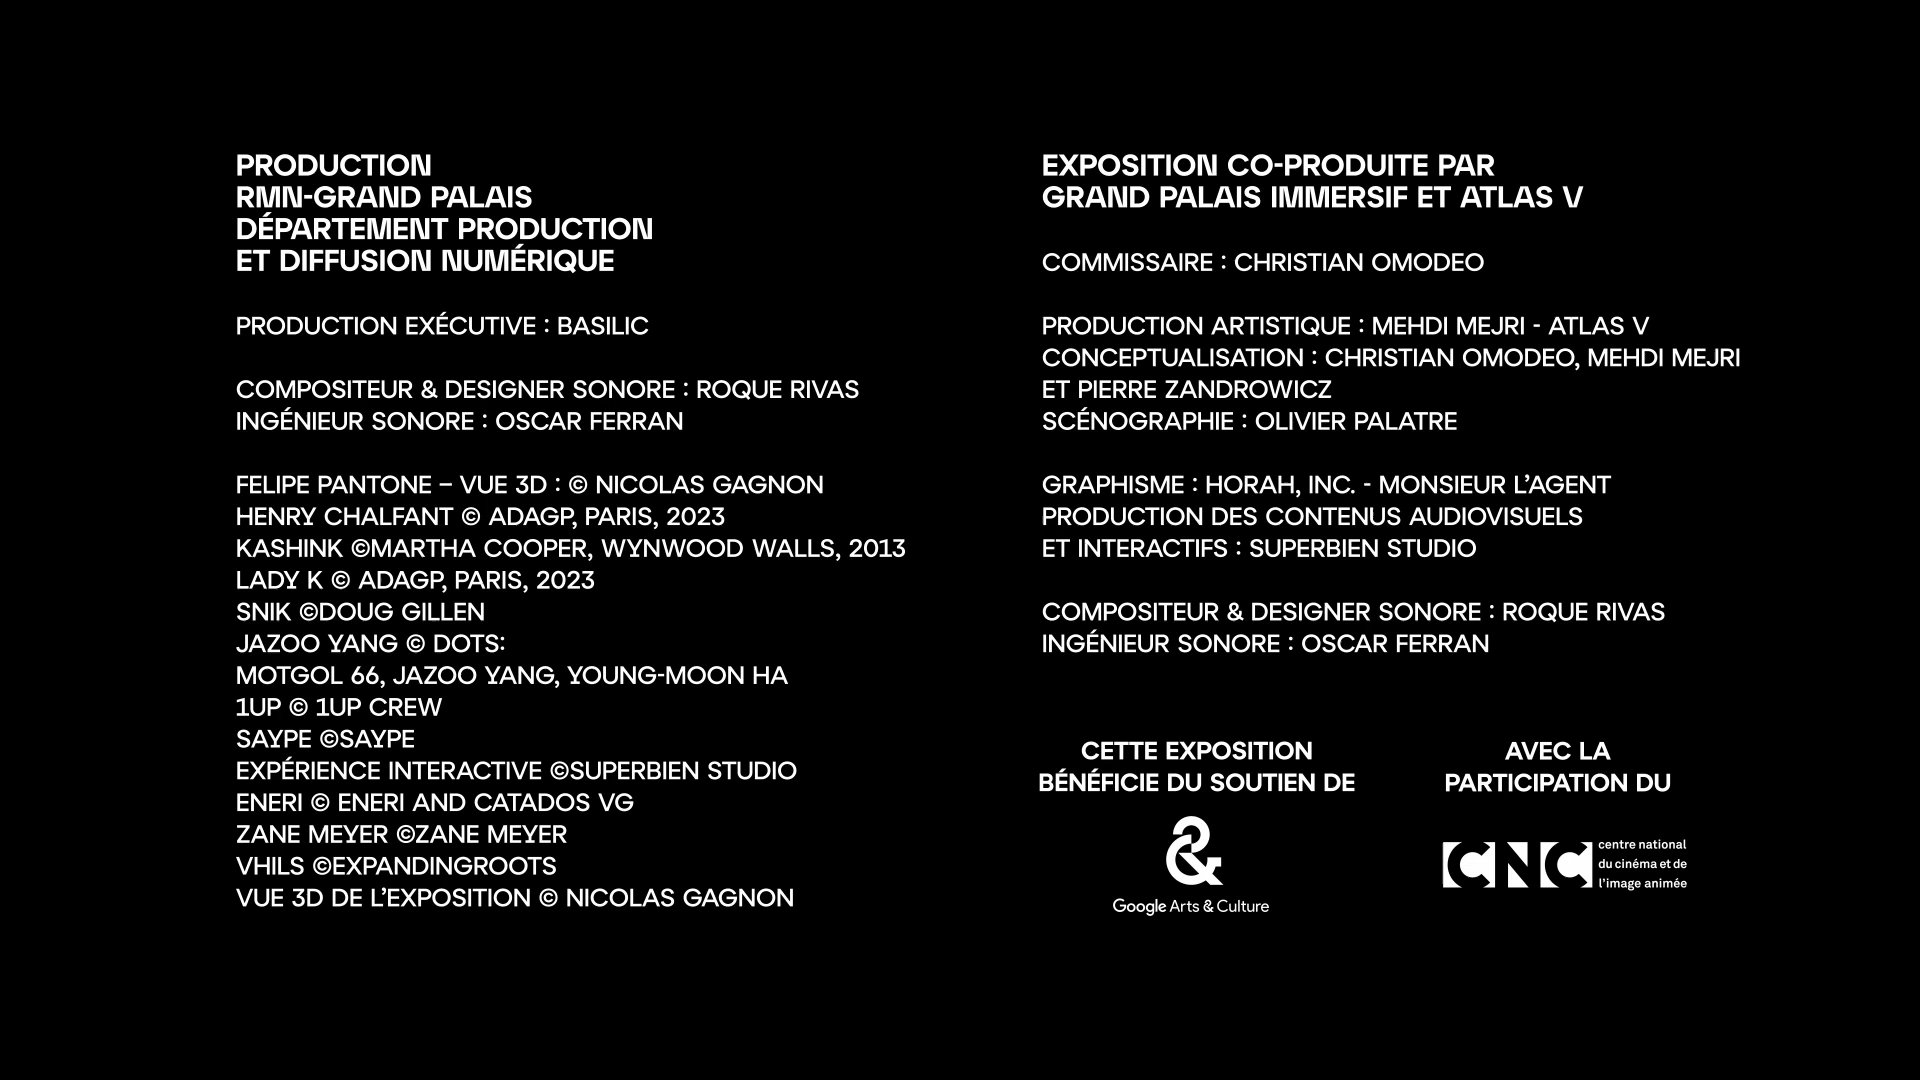 PRODUCTION
RMN-GRAND PALAIS
DÉPARTEMENT PRODUCTION
ET DIFFUSION NUMÉRIQUE
PRODUCTION EXÉCUTIVE : BASILIC
COMPOSITEUR & DESIGNER SONORE : ROQUE RIVAS
INGÉNIEUR SONORE : OSCAR FERRAN
FELIPE PANTONE – VUE 3D : © NICOLAS GAGNON
HENRY CHALFANT © ADAGP, PARIS, 2023
KASHINK ©MARTHA COOPER, WYNWOOD WALLS, 2013
LADY K © ADAGP, PARIS, 2023
SNIK ©DOUG GILLEN
JAZOO YANG © DOTS:
MOTGOL 66, JAZOO YANG, YOUNG-MOON HA
1UP © 1UP CREW
SAYPE ©SAYPE
EXPÉRIENCE INTERACTIVE ©SUPERBIEN STUDIO
ENERI © ENERI AND CATADOS VG
ZANE MEYER ©ZANE MEYER
VHILS ©EXPANDINGROOTS
VUE 3D DE L’EXPOSITION © NICOLAS GAGNON
EXPOSITION CO-PRODUITE PAR
GRAND PALAIS IMMERSIF ET ATLAS V
COMMISSAIRE : CHRISTIAN OMODEO
PRODUCTION ARTISTIQUE : MEHDI MEJRI - ATLAS V
CONCEPTUALISATION : CHRISTIAN OMODEO, MEHDI MEJRI
ET PIERRE ZANDROWICZ
SCÉNOGRAPHIE : OLIVIER PALATRE
GRAPHISME : HORAH, INC. - MONSIEUR L’AGENT
PRODUCTION DES CONTENUS AUDIOVISUELS
ET INTERACTIFS : SUPERBIEN STUDIO
COMPOSITEUR & DESIGNER SONORE : ROQUE RIVAS
INGÉNIEUR SONORE : OSCAR FERRAN
CETTE EXPOSITION
BÉNÉFICIE DU SOUTIEN DE
&
Google Arts & Culture
AVEC LA
PARTICIPATION DU
CNC
centre national
du cinéma et de
l’image animée